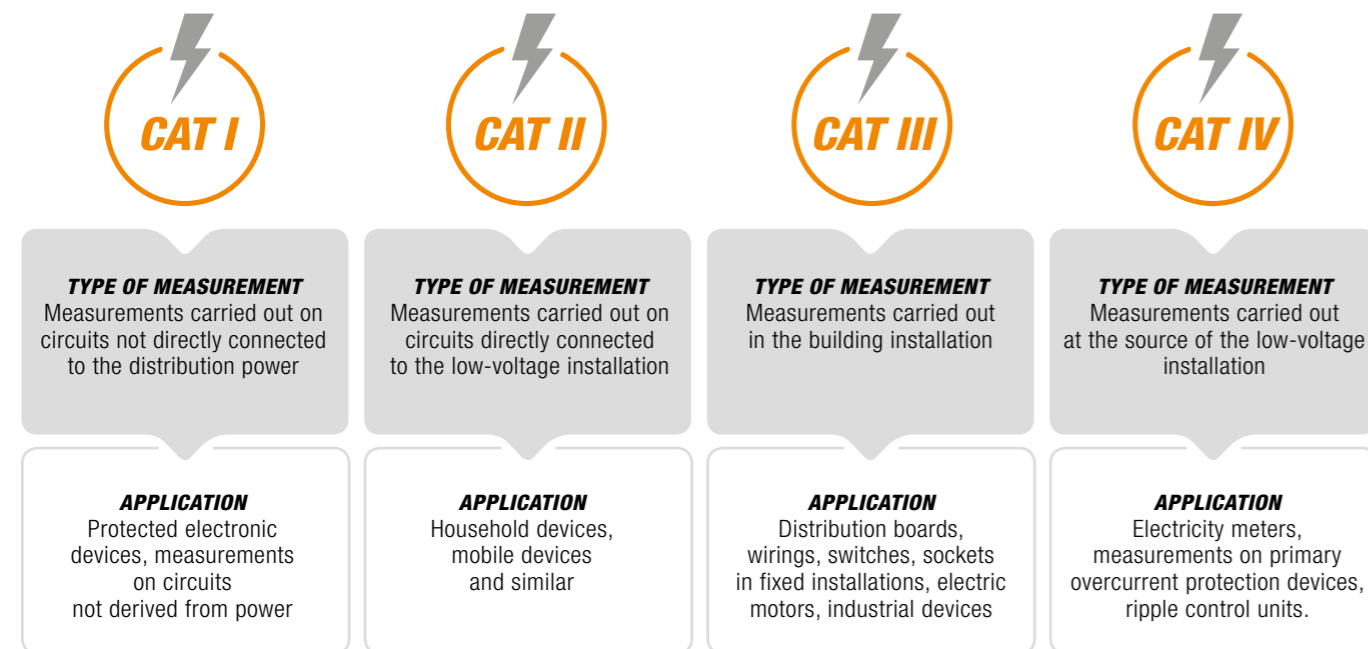 CAT I
CAT II
CAT III
CAT IV
TYPE OF MEASUREMENT
Measurements carried out on
circuits not directly connected
to the distribution power
TYPE OF MEASUREMENT
Measurements carried out on
circuits directly connected
to the low-voltage installation
TYPE OF MEASUREMENT
Measurements carried out
in the building installation
TYPE OF MEASUREMENT
Measurements carried out
at the source of the low-voltage
installation
APPLICATION
Protected electronic
devices, measurements
on circuits
not derived from power
APPLICATION
Household devices,
mobile devices
and similar
APPLICATION
Distribution boards,
wirings, switches, sockets
in fixed installations, electric
motors, industrial devices
APPLICATION
Electricity meters,
measurements on primary
overcurrent protection devices,
ripple control units.